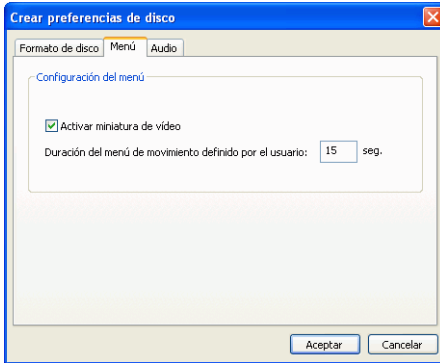 Crear preferencias de disco
Formato de disco Menú Audio
Configuración del menú
Activar miniatura de vídeo
Duración del menú de movimiento definido por el usuario: 15 seg.
Aceptar Cancelar